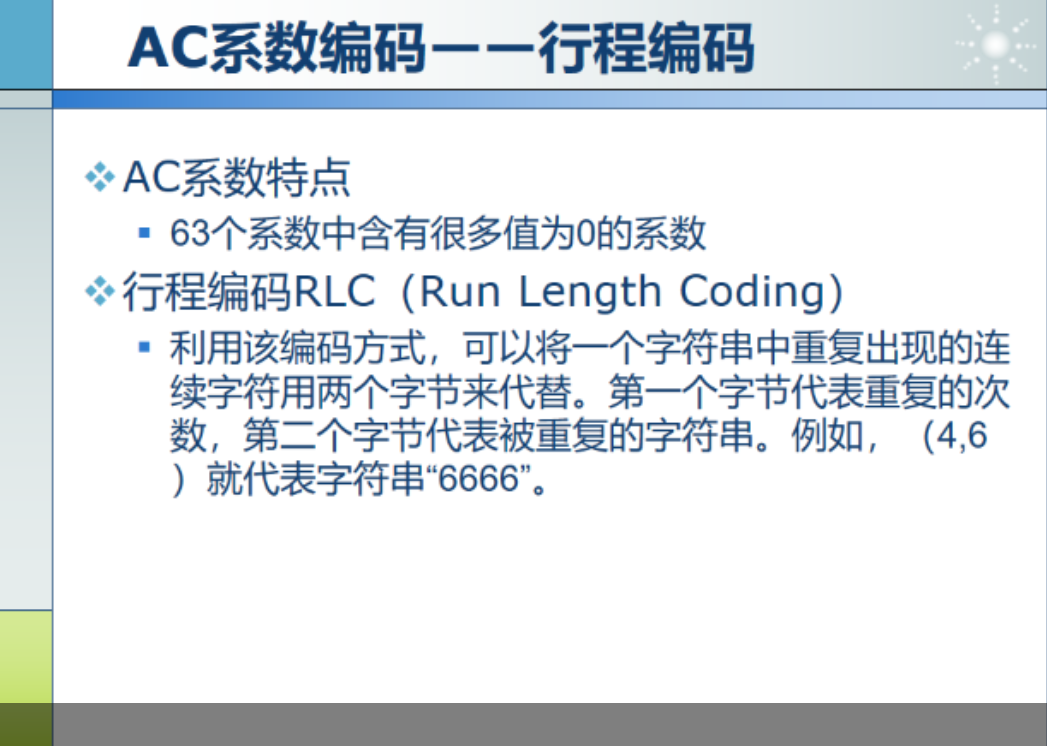 AC系数编码——行程编码
AC系数特点
63个系数中含有很多值为0的系数
行程编码RLC（Run Length Coding）
利用该编码方式，可以将一个字符串中重复出现的连
续字符用两个字节来代替。第一个字节代表重复的次
数，第二个字节代表被重复的字符串。例如，（4,6
）就代表字符串“6666”。